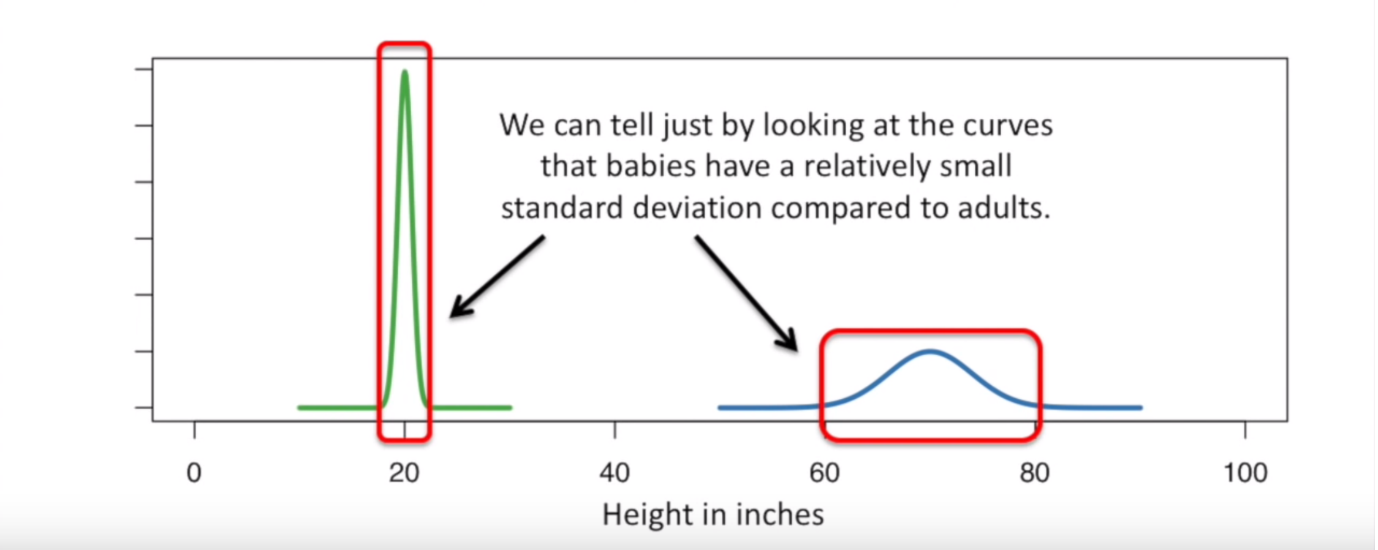 We can tell just by looking at the curves
that babies have a relatively small
standard deviation compared to adults.
0 20 40 60 80 100
Height in inches